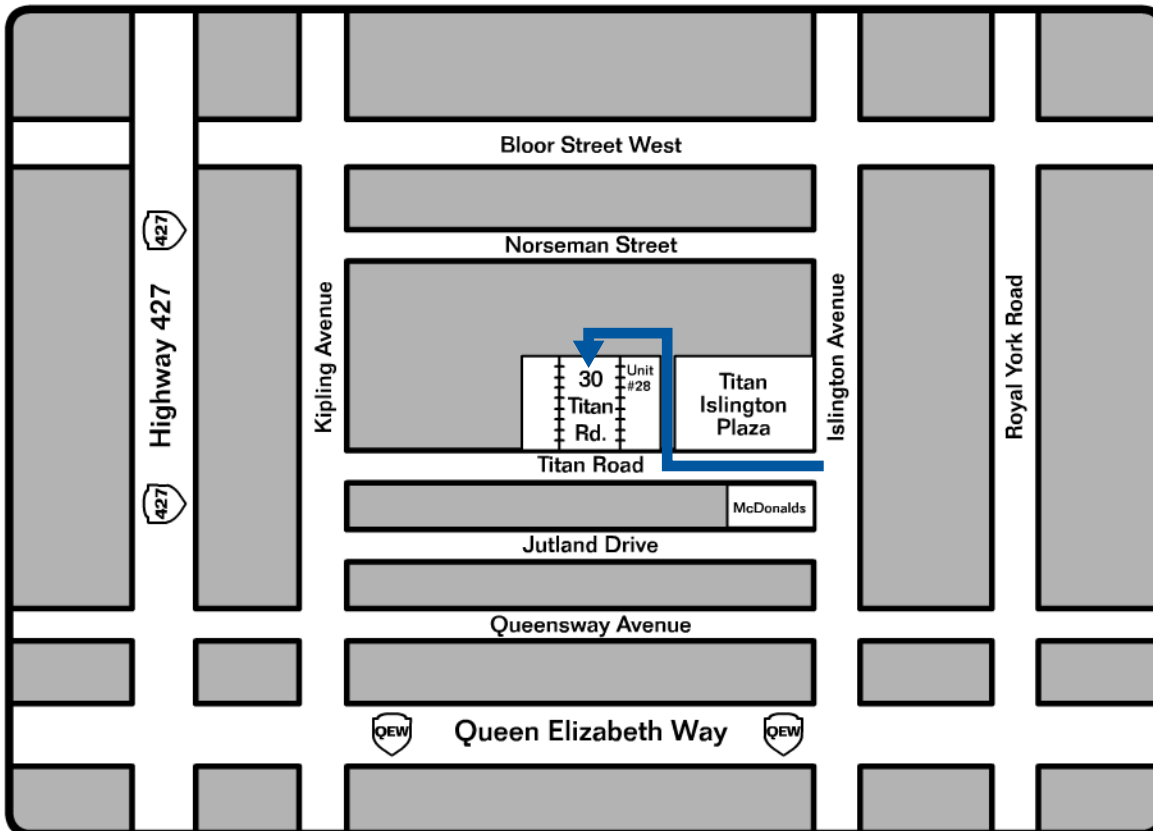 Bloor Street West
427
Norseman Street
Highway 427
Kipling Avenue
Islington Avenue
Royal York Road
30
Titan
Rd.
Unit
#28
Titan
Islington
Plaza
Titan Road
427
McDonalds
Jutland Drive
Queensway Avenue
QEW
Queen Elizabeth Way
QEW